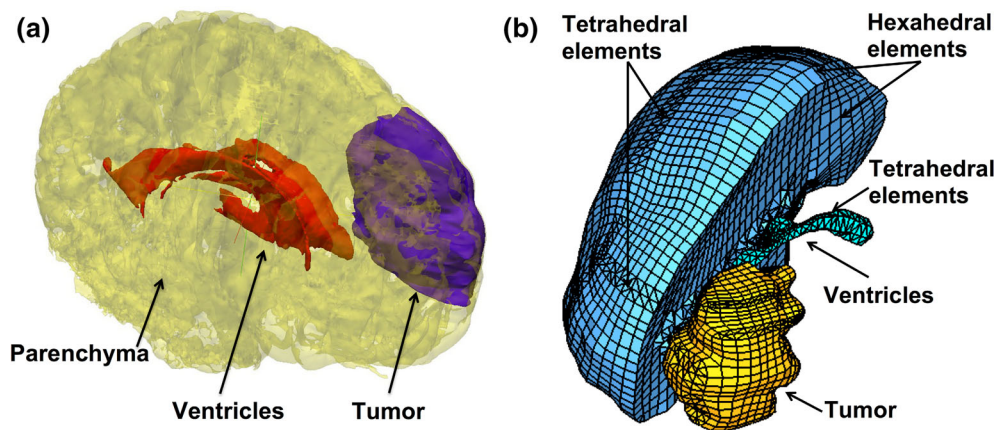 (a)
Parenchyma
Ventricles
Tumor
(b)
Tetrahedral
elements
Hexahedral
elements
Tetrahedral
elements
Ventricles
Tumor